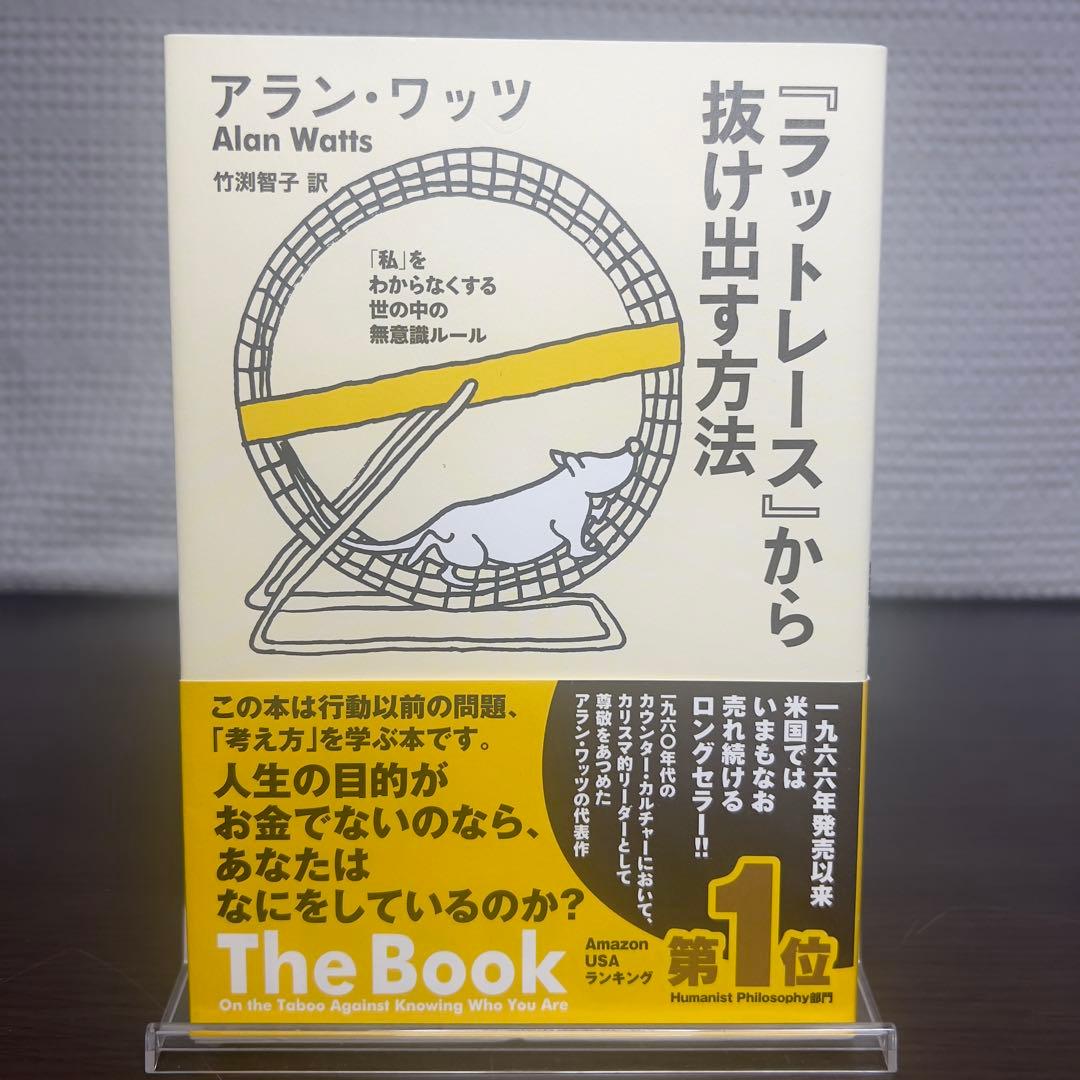 アラン・ワッツ
Alan Watts
竹渕智子 訳
『ラットレース』から
抜け出す方法
「私」を
わからなくする
世の中の
無意識ルール
この本は行動以前の問題、
「考え方」を学ぶ本です。
人生の目的が
お金でないのなら、
あなたは
なにをしているのか?
一九六六年発売以来
米国では
いまもなお
売れ続ける
ロングセラー!!
一九六〇年代の
カウンター・カルチャーにおいて、
カリスマ的リーダーとして
尊敬をあつめた
アラン・ワッツの代表作
The Book
On the Taboo Against Knowing Who You Are
Amazon
USA
ランキング
第1位
Humanist Philosophy部門